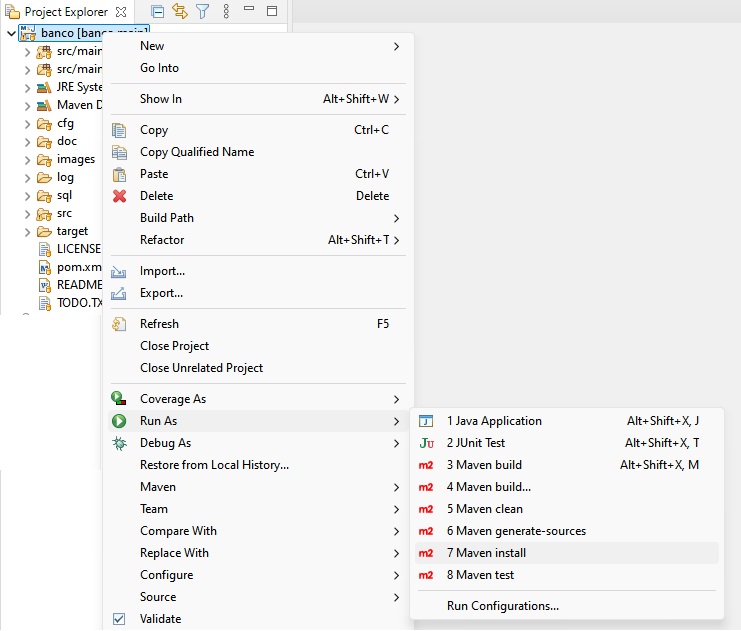 Project Explorer
banco [banco main]
src/main
src/main
JRE Syste
Maven D
cfg
doc
images
log
sql
src
target
LICENSE
pom.xm
README
TODO.TX
New
Go Into
Show In Alt+Shift+W
Copy Ctrl+C
Copy Qualified Name
Paste Ctrl+V
Delete Delete
Build Path
Refactor Alt+Shift+T
Import...
Export...
Refresh F5
Close Project
Close Unrelated Project
Coverage As
Run As
Debug As
Restore from Local History...
Maven
Team
Compare With
Replace With
Configure
Source
Validate
1 Java Application Alt+Shift+X, J
2 JUnit Test Alt+Shift+X, T
m2 3 Maven build Alt+Shift+X, M
m2 4 Maven build...
m2 5 Maven clean
m2 6 Maven generate-sources
m2 7 Maven install
m2 8 Maven test
Run Configurations...